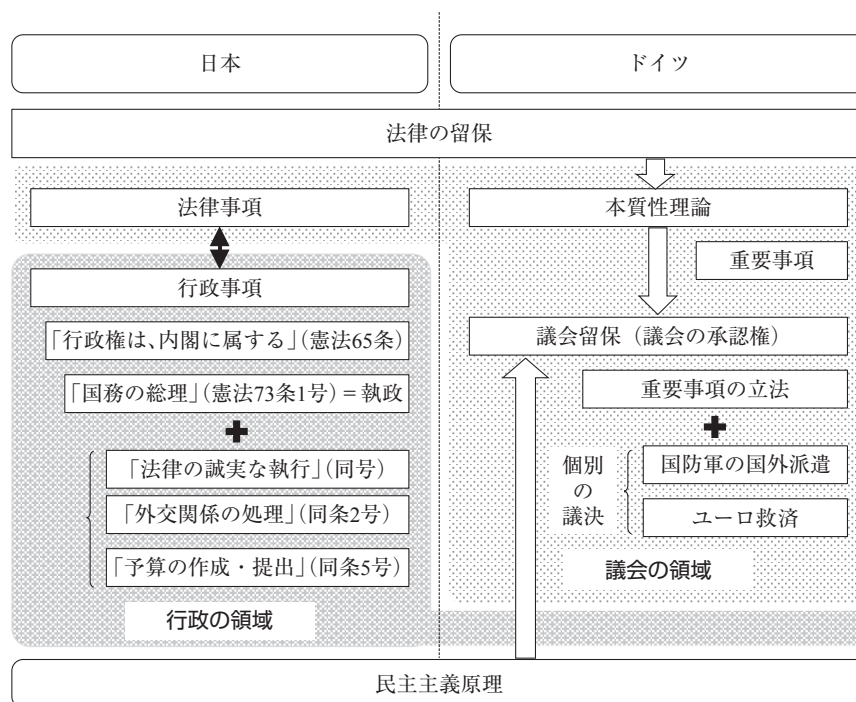 日本
ドイツ
法律の留保
法律事項
行政事項
「行政権は、内閣に属する」（憲法65条）
「国務の総理」（憲法73条1号）＝執政
「法律の誠実な執行」（同号）
「外交関係の処理」（同条2号）
「予算の作成・提出」（同条5号）
行政の領域
本質性理論
重要事項
議会留保（議会の承認権）
重要事項の立法
個別
の
議決
国防軍の国外派遣
ユーロ救済
議会の領域
民主主義原理